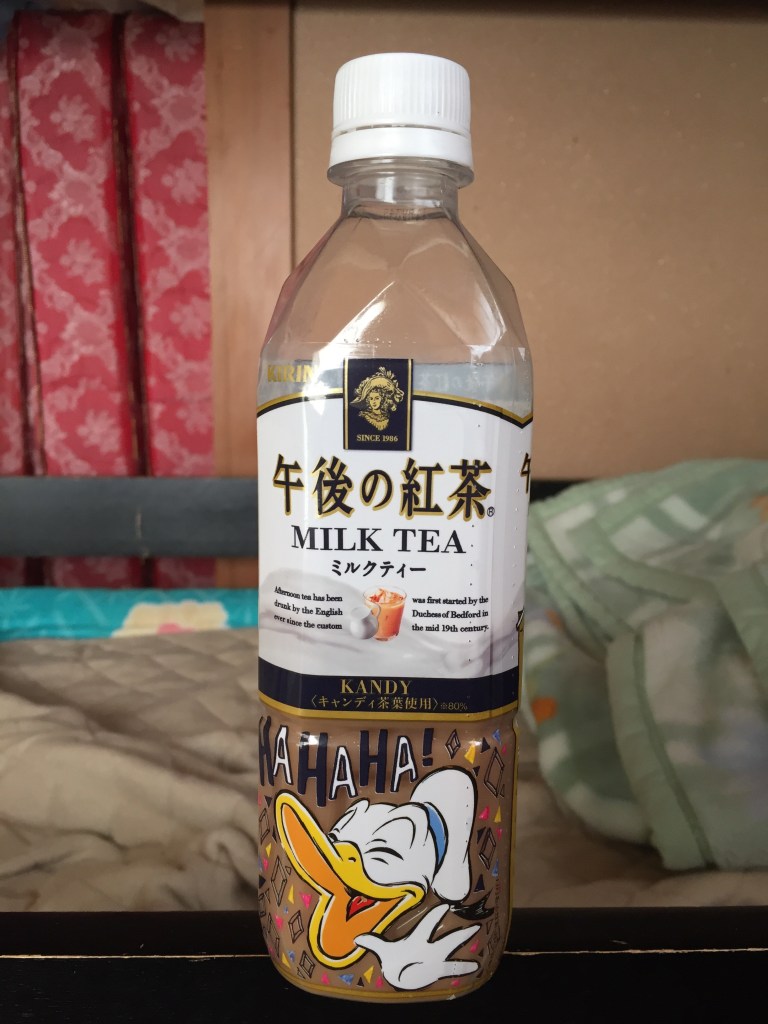 KIRIN
SINCE 1986
午後の紅茶®
MILK TEA
ミルクティー
Afternoon tea has been
drunk by the English
ever since the custom
was first started by the
Duchess of Bedford in
the mid 19th century.
KANDY
〈キャンディ茶葉使用〉※80%
HA HAHA!